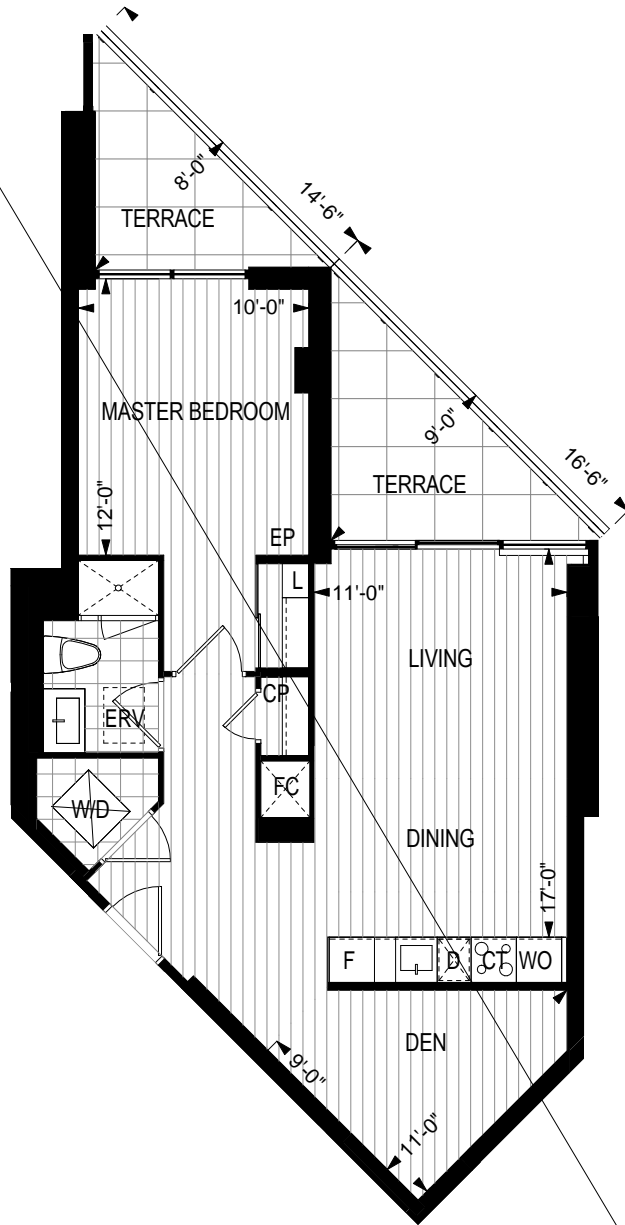 8'-0"
14'-6"
TERRACE
10'-0"
MASTER BEDROOM
9'-0"
16'-6"
TERRACE
12'-0"
EP
L
11'-0"
LIVING
CP
ERV
FC
W/D
DINING
17'-0"
F
D
CT
WO
DEN
9'-0"
11'-0"